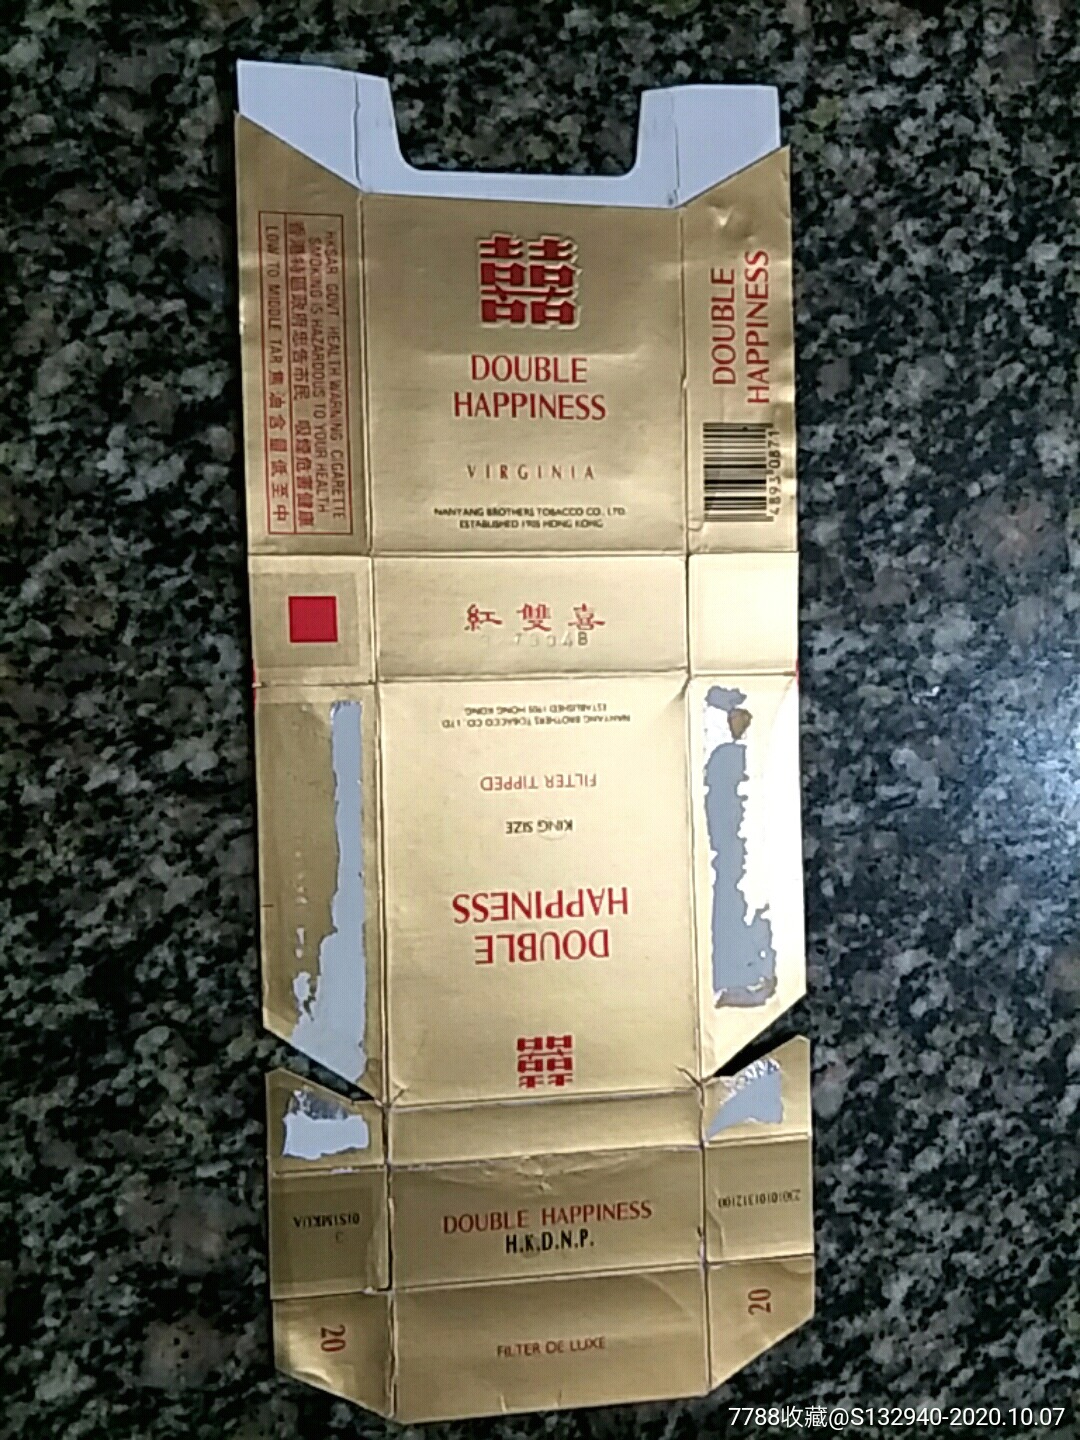 囍
DOUBLE
HAPPINESS
VIRGINIA
NANYANG BROTHERS TOBACCO CO., LTD.
ESTABLISHED 1905 HONG KONG
HKSAR GOVT HEALTH WARNING CIGARETTE
SMOKING IS HAZARDOUS TO YOUR HEALTH
香港特區政府忠告市民 吸煙危害健康
LOW TO MIDDLE TAR 焦油含量低至中
DOUBLE
HAPPINESS
48930871
紅雙喜
NANYANG BROTHERS TOBACCO CO., LTD
ESTABLISHED 1905 HONG KONG
FILTER TIPPED
KING SIZE
DOUBLE
HAPPINESS
囍
DOUBLE HAPPINESS
H.K.D.N.P.
20
20
FILTER DE LUXE
7788收藏@S132940-2020.10.07